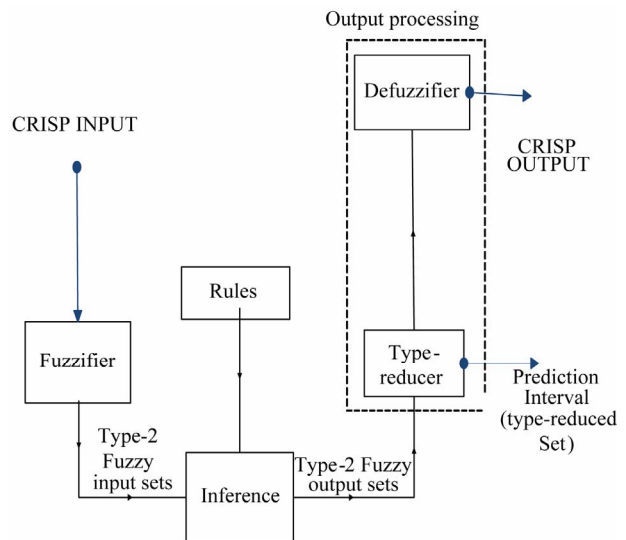 Output processing
Defuzzifier
CRISP INPUT
CRISP
OUTPUT
Rules
Fuzzifier
Type-
reducer
Prediction
Interval
(type-reduced
Set)
Type-2
Fuzzy
input sets
Inference
Type-2 Fuzzy
output sets